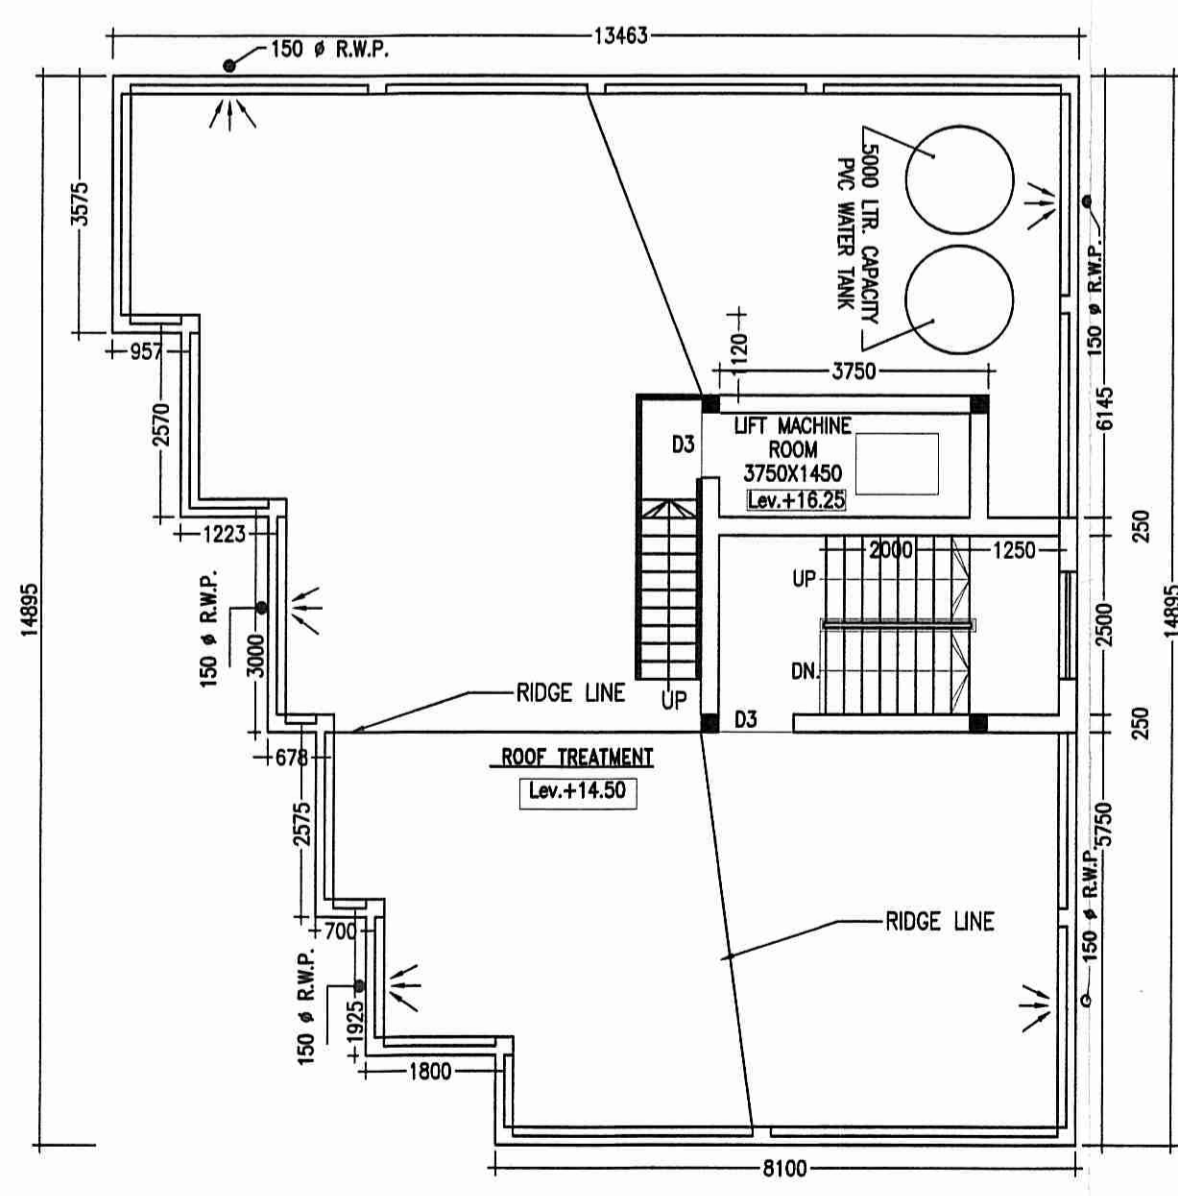 13463
150 ø R.W.P.
3575
5000 LTR. CAPACITY
PVC WATER TANK
150 ø R.W.P.
957
1120
3750
2570
6145
D3
LIFT MACHINE
ROOM
3750X1450
Lev.+16.25
1223
250
2000
1250
UP
150 ø R.W.P.
3000
14895
2500
14895
DN.
RIDGE LINE
UP
D3
250
678
ROOF TREATMENT
Lev.+14.50
2575
5750
RIDGE LINE
150 ø R.W.P.
700
150 ø R.W.P.
1925
1800
8100